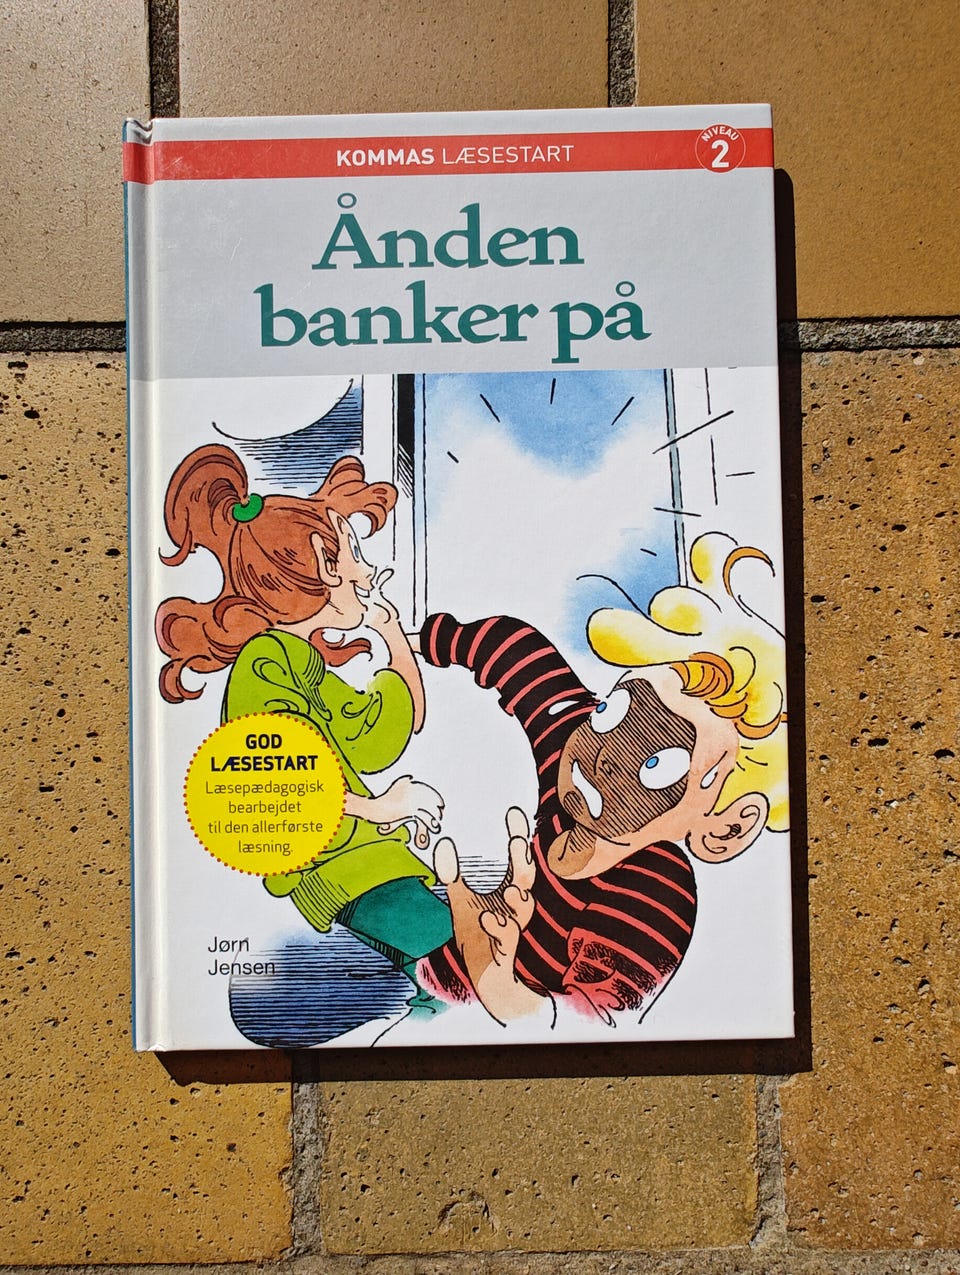 KOMMAS LÆSESTART
NIVEAU
2
Ånden
banker på
GOD
LÆSESTART
Læsepædagogisk
bearbejdet
til den allerførste
læsning.
Jørn
Jensen